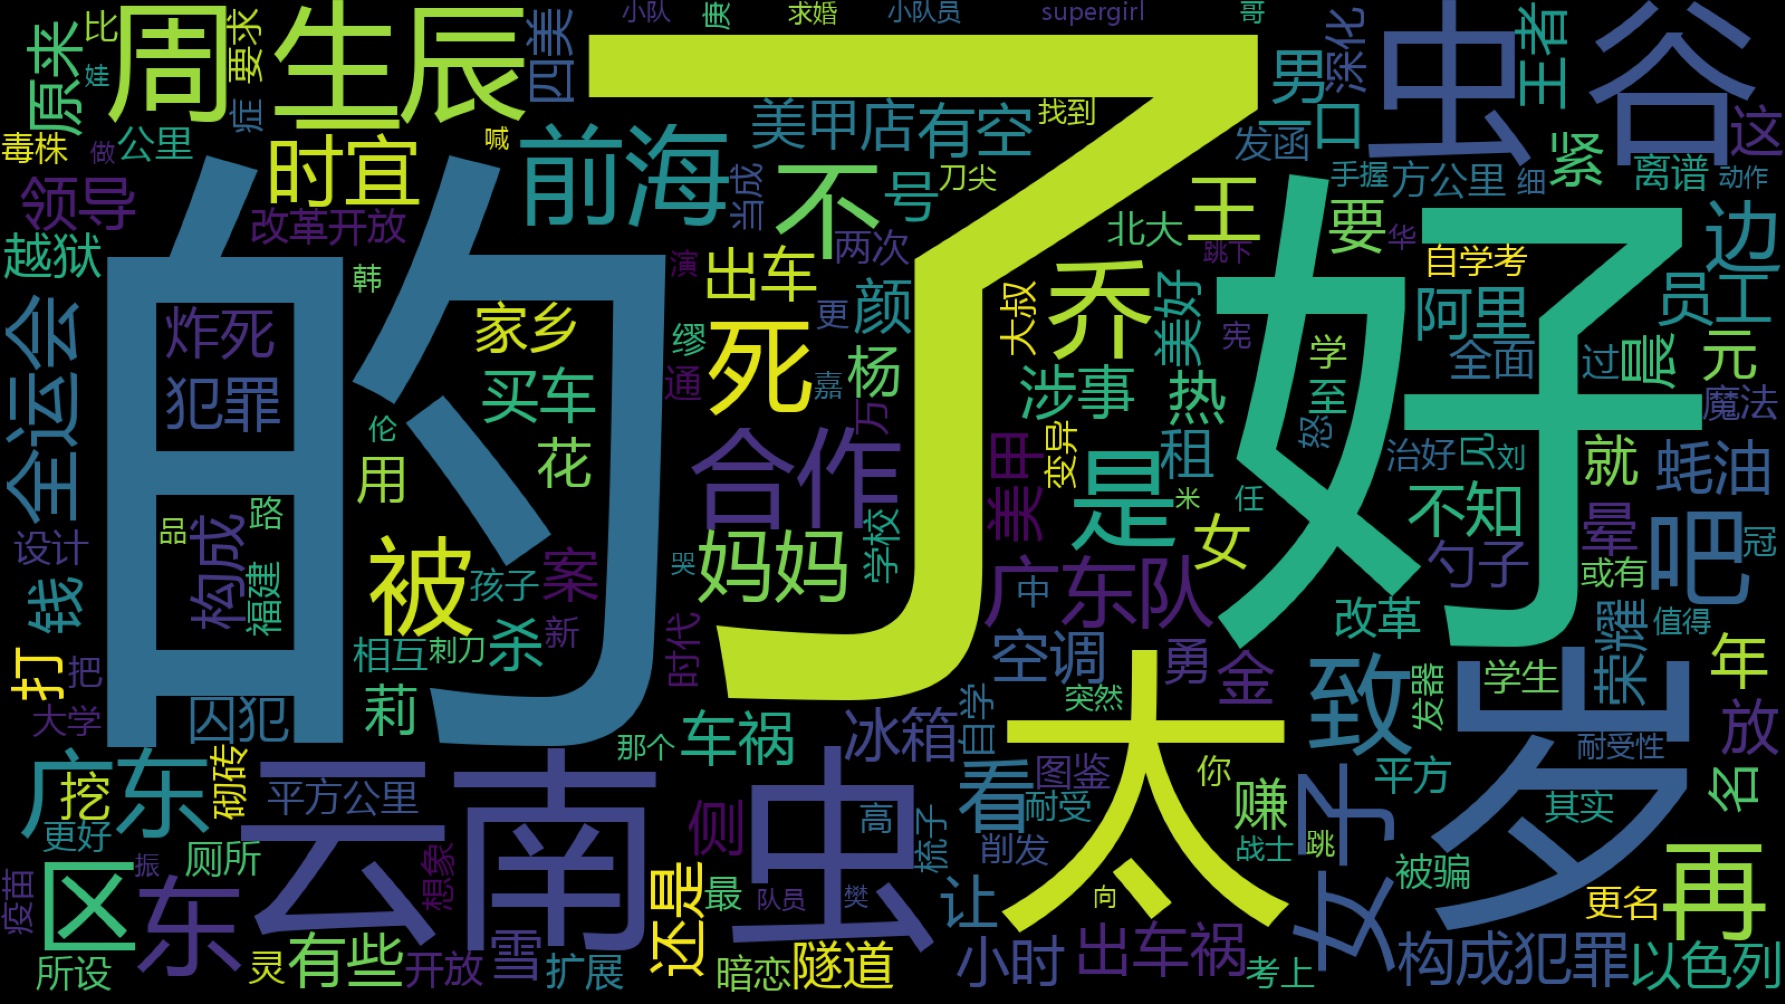 小队
庚
求婚
小队员
supergirl
哥
比
周生辰
要求
四美
了
男
深化
虫谷
王者
原来
娃
症
一
美甲店
有空
找到
口
这
毒株
做
公里
时宜
喊
前海
当成
不
号
刀尖
发函
紧
离谱
手握
方公里
细
动作
领导
改革开放
的
两次
北大
王
跳下
要
华
边
好
越狱
韩
演
出车
更
颜
大叔
乔
美好
自学考
员工
全运会
炸死
家乡
缪
死
杨
宪
学
阿里
全面
过
晨
元
犯罪
买车
通
嘉
万
涉事
热
至
魔法
伦
用
花
合作
美甲
变异
租
怒
治好
见
刘
就
蚝油
品
路
构成
福建
设计
是
米
任
不知
晕
吧
冠
钱
被
孩子
案
哭
妈妈
学校
广东队
中
女
勺子
或有
改革
荣耀
值得
打
把
相互
刺刀
杀
新
时代
空调
勇
金
致
发器
学生
岁
年
大学
囚犯
莉
那个
车祸
冰箱
自学
突然
太
耐受性
放
广东
挖
砌砖
平方公里
云南
侧
虫
高
流子
看
图鉴
耐受
你
赚
女子
平方
其实
名
更好
厕所
振
想象
削发
战士
跳
被骗
更名
再
疫苗
区
东
还是
最
队员
樊
让
向
所设
灵
有些
开放
雪
扩展
暗恋
隧道
小时
出车祸
考上
构成犯罪
以色列